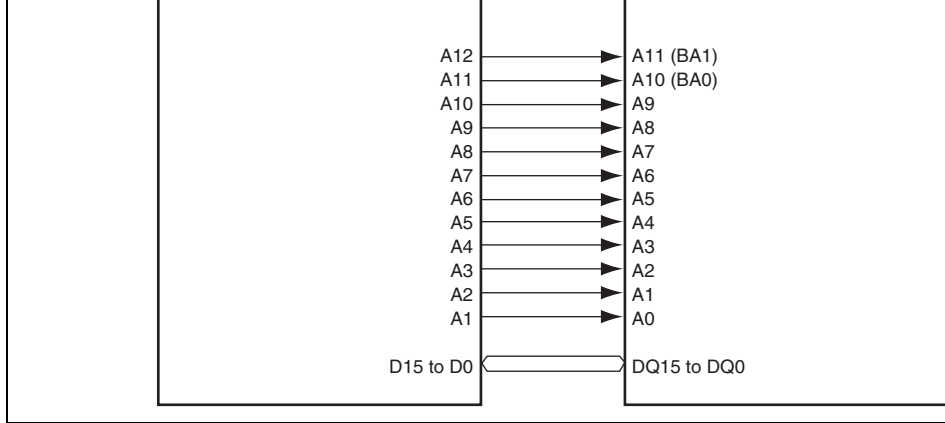 A12 A11 (BA1)
A11 A10 (BA0)
A10 A9
A9 A8
A8 A7
A7 A6
A6 A5
A5 A4
A4 A3
A3 A2
A2 A1
A1 A0
D15 to D0 DQ15 to DQ0